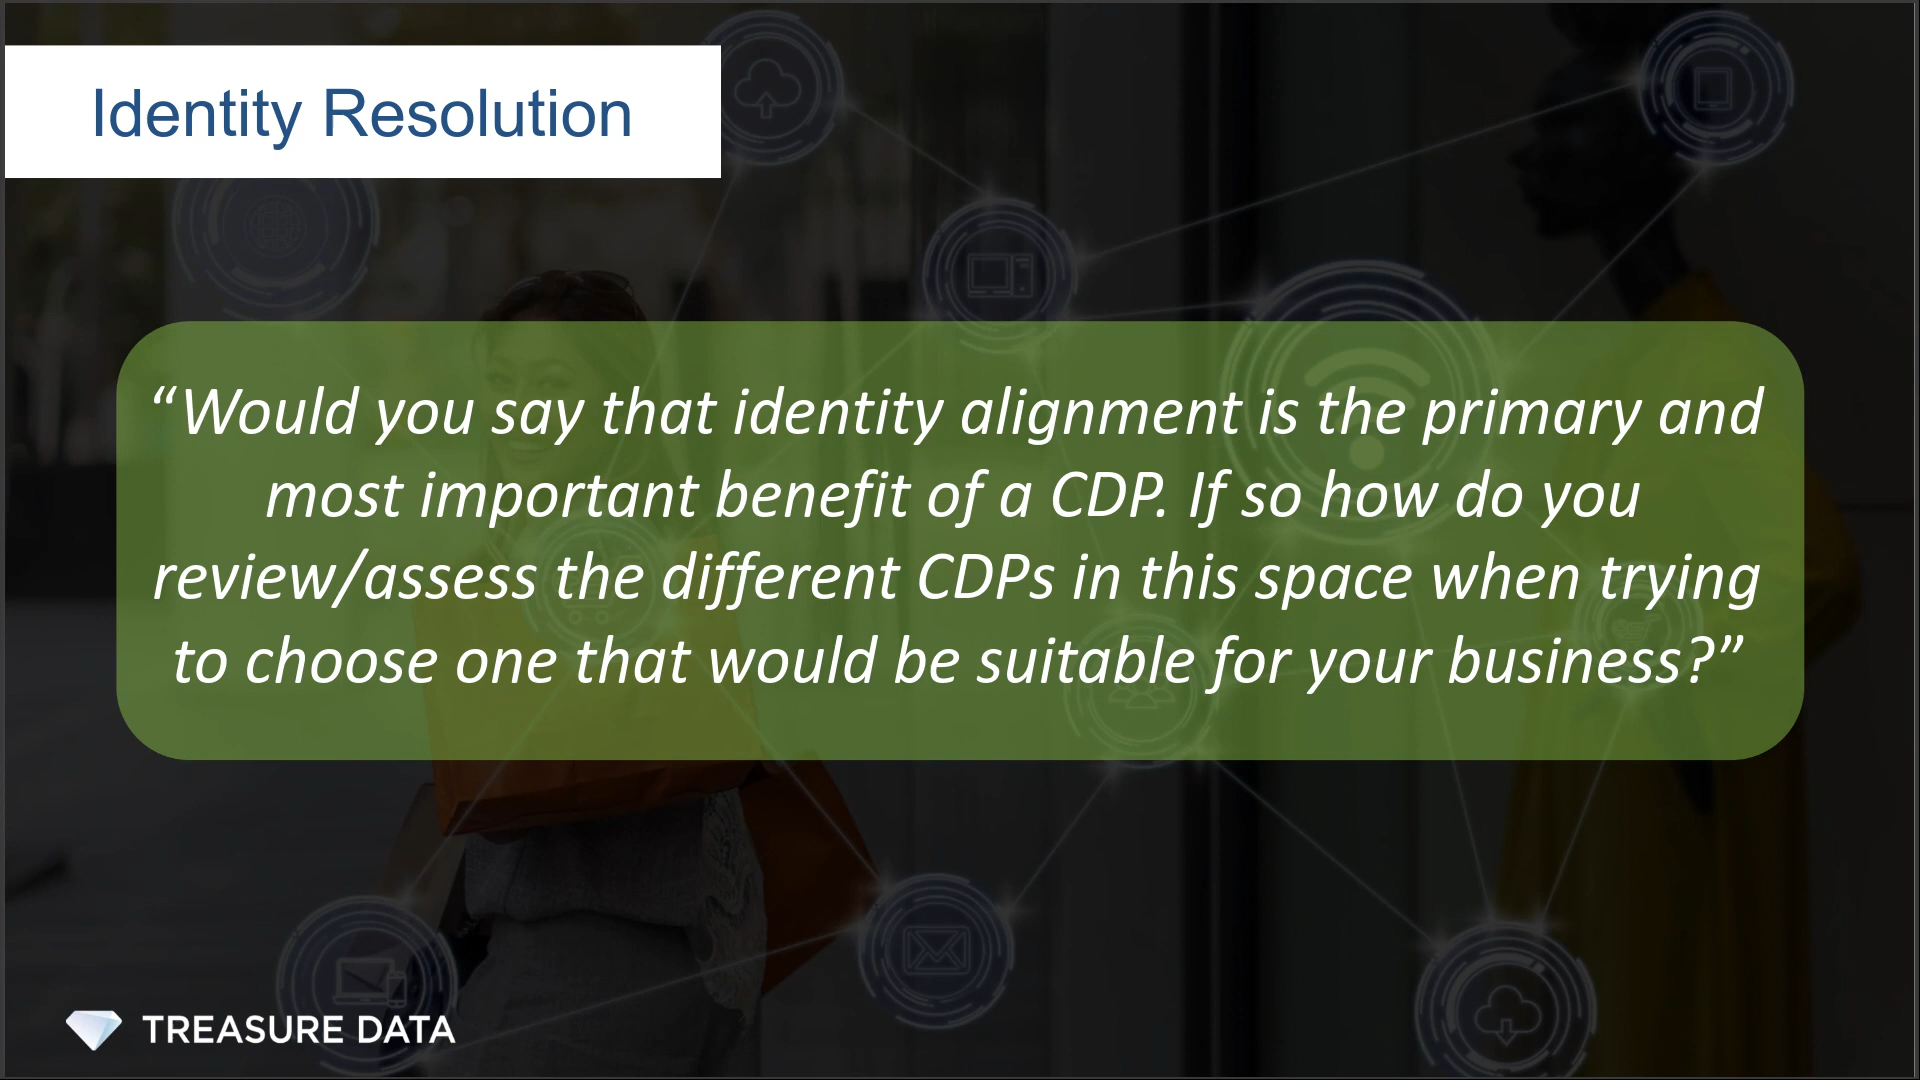 Identity Resolution
“Would you say that identity alignment is the primary and
most important benefit of a CDP. If so how do you
review/assess the different CDPs in this space when trying
to choose one that would be suitable for your business?”
TREASURE DATA